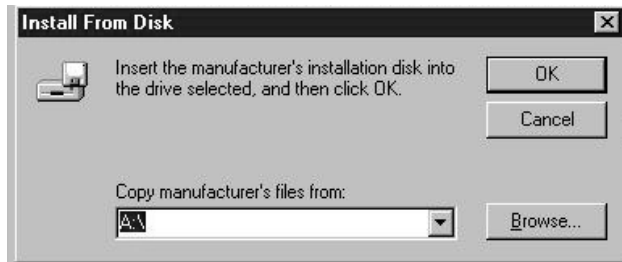 Install From Disk
Insert the manufacturer's installation disk into
the drive selected, and then click OK.
OK
Cancel
Copy manufacturer's files from:
A:\
Browse...